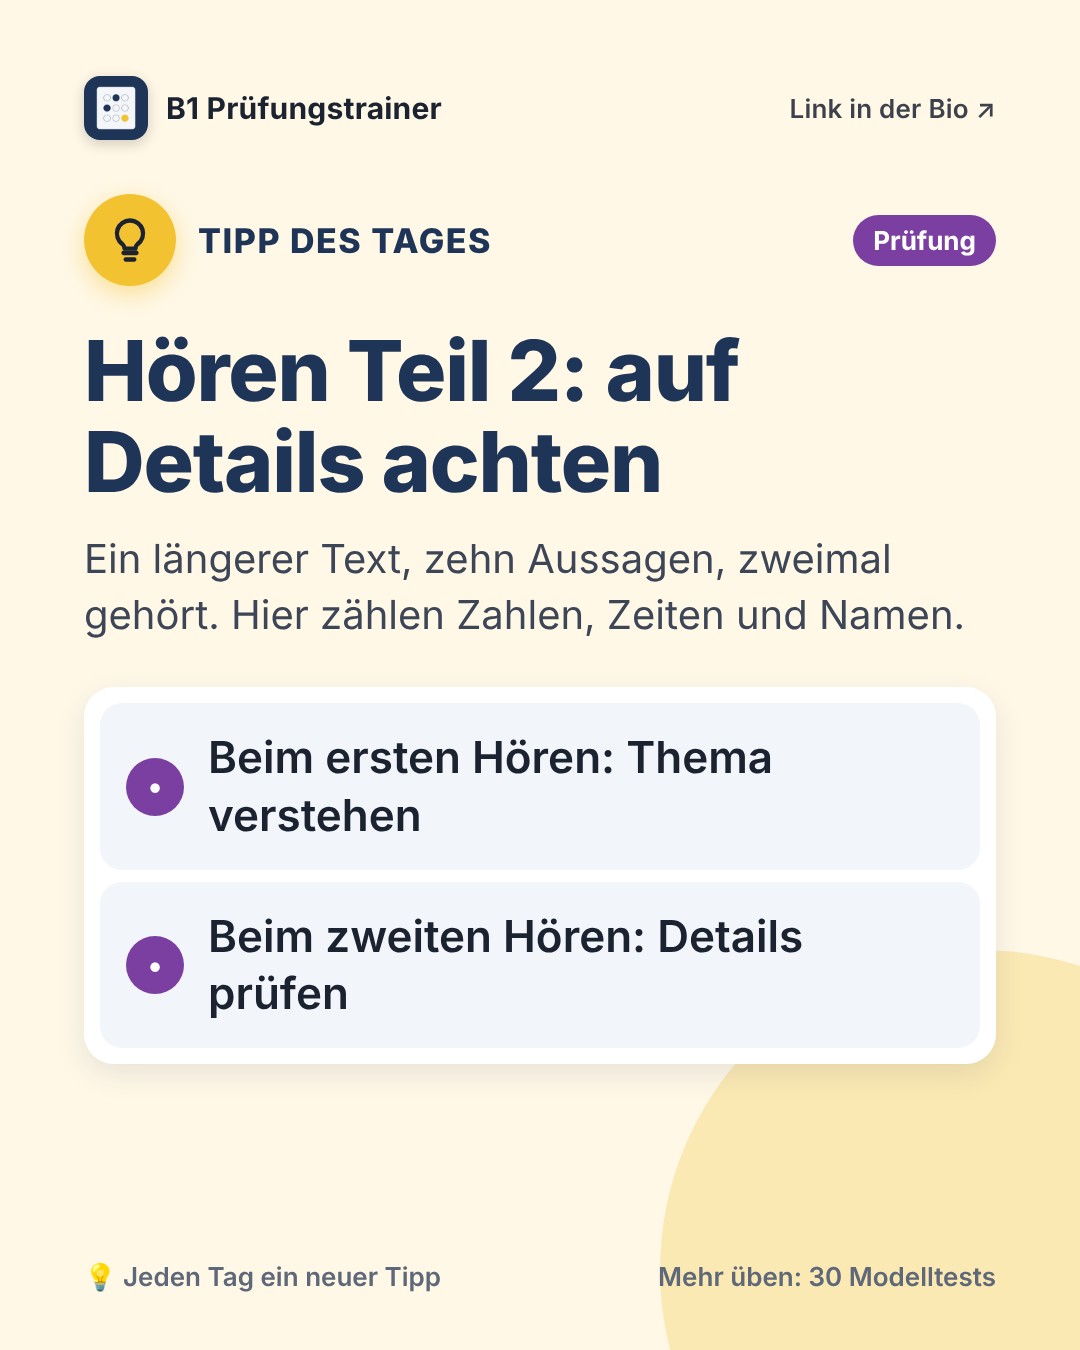 B1 Prüfungstrainer
Link in der Bio ↗
TIPP DES TAGES
Prüfung
Hören Teil 2: auf
Details achten
Ein längerer Text, zehn Aussagen, zweimal
gehört. Hier zählen Zahlen, Zeiten und Namen.
• Beim ersten Hören: Thema
verstehen
• Beim zweiten Hören: Details
prüfen
💡 Jeden Tag ein neuer Tipp
Mehr üben: 30 Modelltests